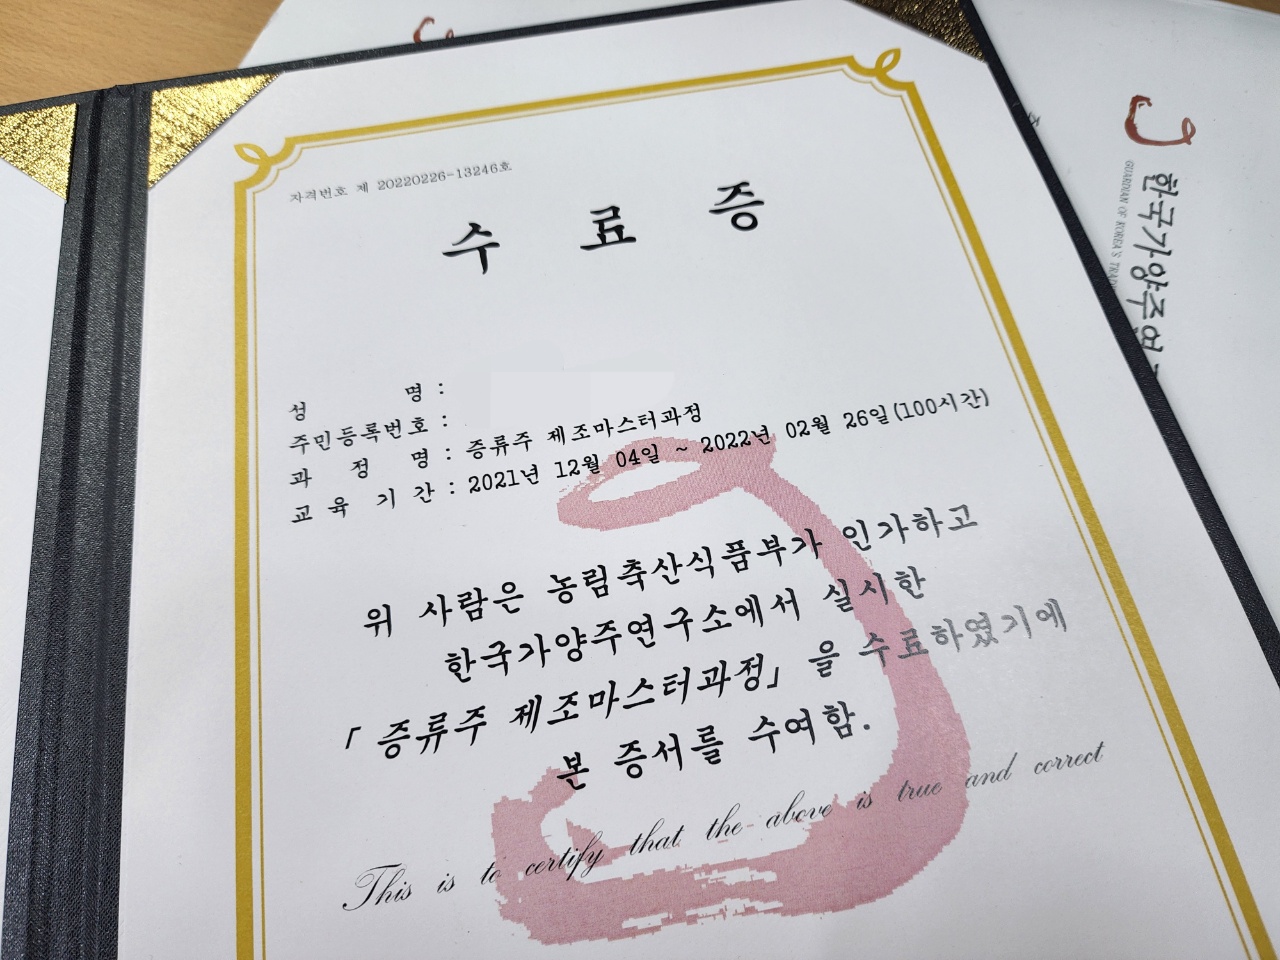 자격번호 제 20220226-13246호
수 료 증
성 명 :
주민등록번호 :
과 정 명 : 증류주 제조마스터과정
교 육 기 간 : 2021년 12월 04일 ~ 2022년 02월 26일(100시간)
위 사람은 농림축산식품부가 인가하고
한국가양주연구소에서 실시한
「증류주 제조마스터과정」을 수료하였기에
본 증서를 수여함.
This is to certify that the above is true and correct
한국가양주연
GUARDIAN OF KOREA'S